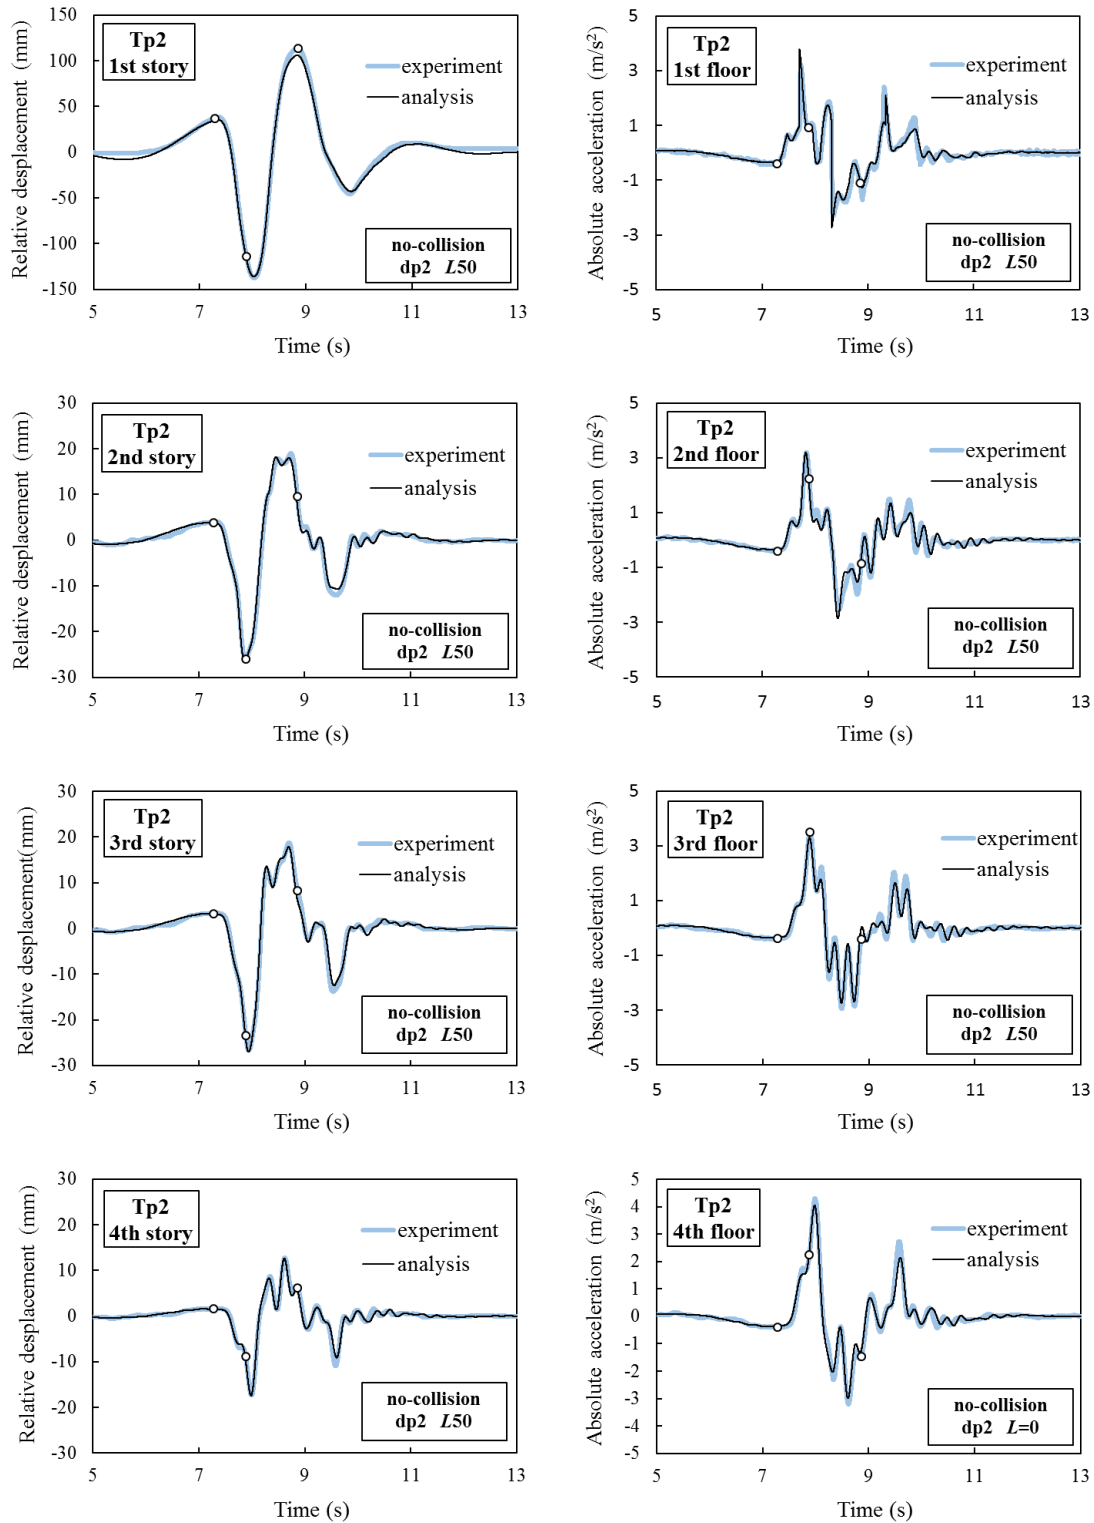 Relative desplacement (mm)
150
100
50
0
-50
-100
-150
Tp2
1st story
experiment
analysis
no-collision
dp2 L50
5 7 9 11 13
Time (s)
Absolute acceleration (m/s²)
5
3
1
-1
-3
-5
Tp2
1st floor
experiment
analysis
no-collision
dp2 L50
5 7 9 11 13
Time (s)
Relative desplacement (mm)
30
20
10
0
-10
-20
-30
Tp2
2nd story
experiment
analysis
no-collision
dp2 L50
5 7 9 11 13
Time (s)
Absolute acceleration (m/s²)
5
3
1
-1
-3
-5
Tp2
2nd floor
experiment
analysis
no-collision
dp2 L50
5 7 9 11 13
Time (s)
Relative desplacement(mm)
30
20
10
0
-10
-20
-30
Tp2
3rd story
experiment
analysis
no-collision
dp2 L50
5 7 9 11 13
Time (s)
Absolute acceleration (m/s²)
5
3
1
-1
-3
-5
Tp2
3rd floor
experiment
analysis
no-collision
dp2 L50
5 7 9 11 13
Time (s)
Relative desplacement (mm)
30
20
10
0
-10
-20
-30
Tp2
4th story
experiment
analysis
no-collision
dp2 L50
5 7 9 11 13
Time (s)
Absolute acceleration (m/s²)
5
4
3
2
1
0
-1
-2
-3
-4
-5
Tp2
4th floor
experiment
analysis
no-collision
dp2 L=0
5 7 9 11 13
Time (s)